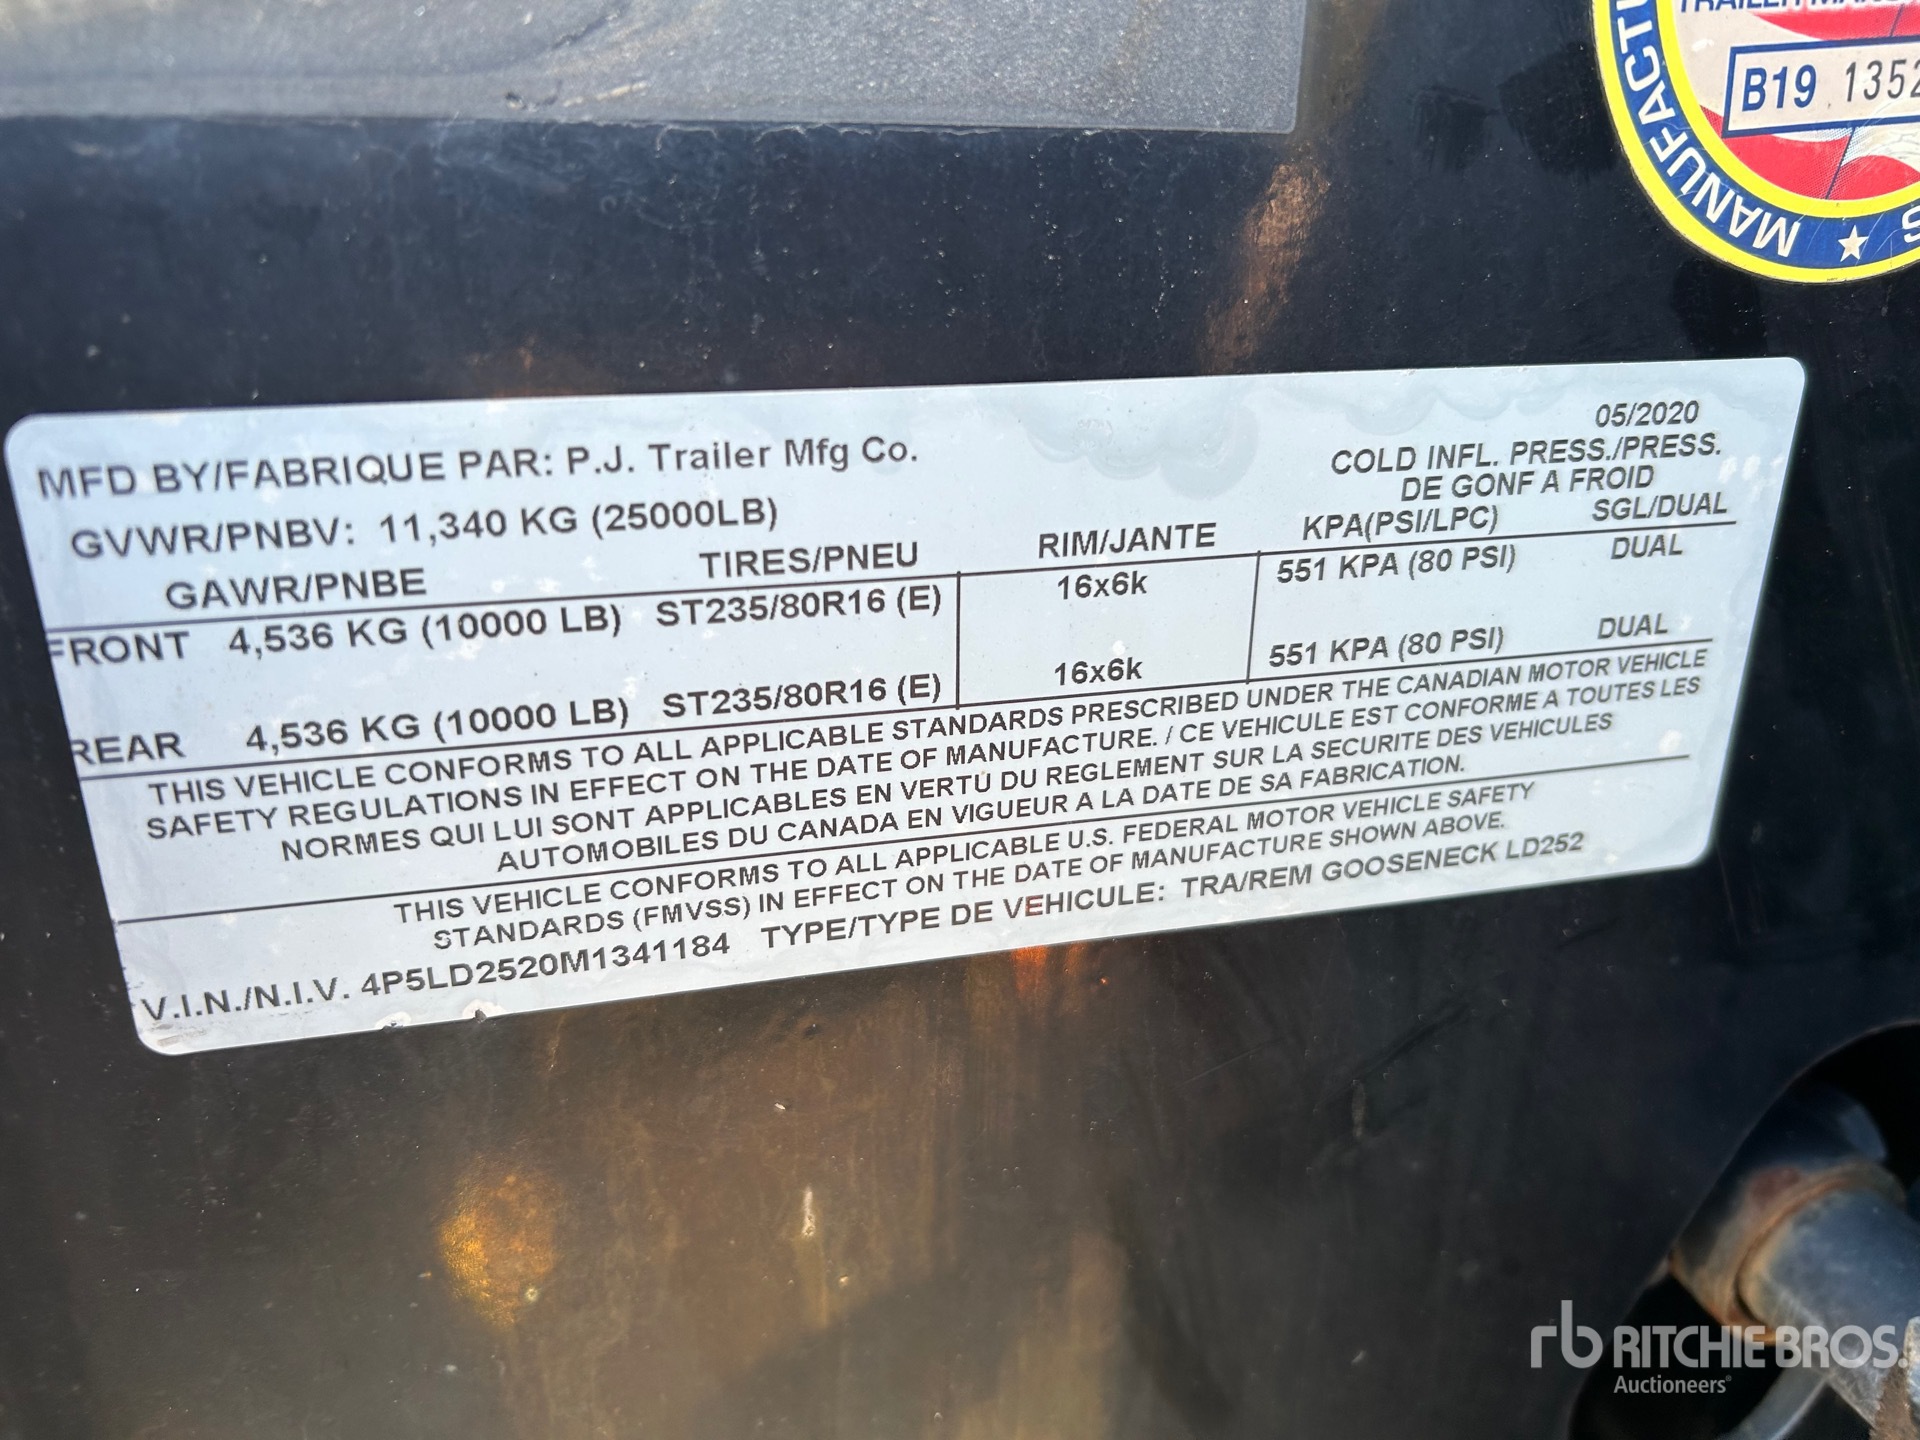 TRAILER MANU
B19 1352
MANUFACTU
MFD BY/FABRIQUE PAR: P.J. Trailer Mfg Co.
05/2020
GVWR/PNBV: 11,340 KG (25000LB)
COLD INFL. PRESS./PRESS.
DE GONF A FROID
GAWR/PNBE TIRES/PNEU RIM/JANTE KPA(PSI/LPC) SGL/DUAL
FRONT 4,536 KG (10000 LB) ST235/80R16 (E) 16x6k 551 KPA (80 PSI) DUAL
REAR 4,536 KG (10000 LB) ST235/80R16 (E) 16x6k 551 KPA (80 PSI) DUAL
THIS VEHICLE CONFORMS TO ALL APPLICABLE STANDARDS PRESCRIBED UNDER THE CANADIAN MOTOR VEHICLE
SAFETY REGULATIONS IN EFFECT ON THE DATE OF MANUFACTURE. / CE VEHICULE EST CONFORME A TOUTES LES
NORMES QUI LUI SONT APPLICABLES EN VERTU DU REGLEMENT SUR LA SECURITE DES VEHICULES
AUTOMOBILES DU CANADA EN VIGUEUR A LA DATE DE SA FABRICATION.
THIS VEHICLE CONFORMS TO ALL APPLICABLE U.S. FEDERAL MOTOR VEHICLE SAFETY
STANDARDS (FMVSS) IN EFFECT ON THE DATE OF MANUFACTURE SHOWN ABOVE.
V.I.N./N.I.V. 4P5LD2520M1341184 TYPE/TYPE DE VEHICULE: TRA/REM GOOSENECK LD252
rb RITCHIE BROS.
Auctioneers